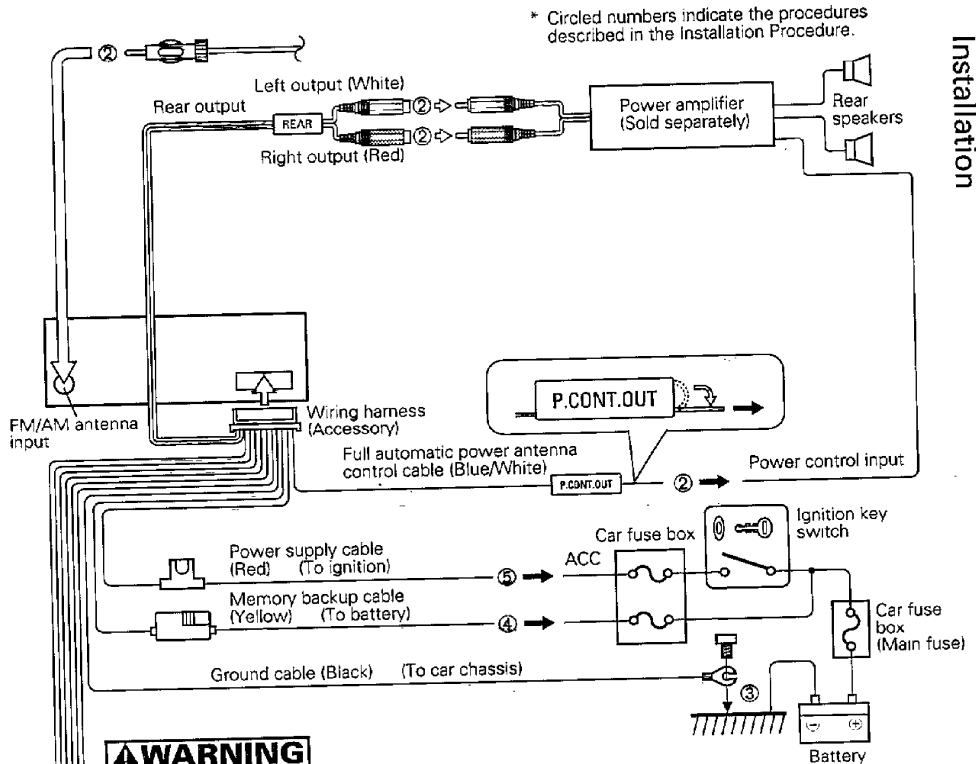 * Circled numbers indicate the procedures
described in the Installation Procedure.
Installation
②
Left output (White)
Rear output
REAR
②
②
Right output (Red)
Power amplifier
(Sold separately)
Rear
speakers
FM/AM antenna
input
Wiring harness
(Accessory)
P.CONT.OUT
Full automatic power antenna
control cable (Blue/White)
P.CONT.OUT
②
Power control input
Ignition key
switch
Car fuse box
Power supply cable
(Red) (To ignition)
⑤
ACC
Memory backup cable
(Yellow) (To battery)
④
Car fuse
box
(Main fuse)
Ground cable (Black) (To car chassis)
③
⊖ ⊕
Battery
⚠WARNING